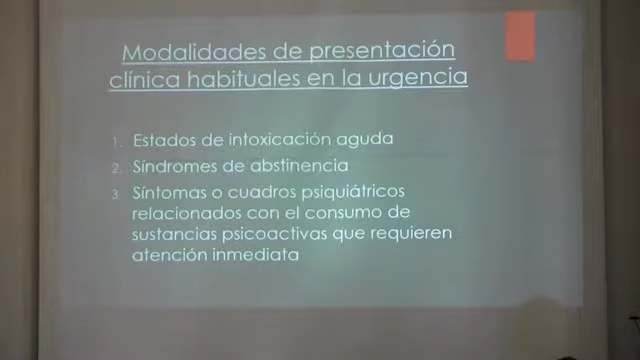 Modalidades de presentación
clínica habituales en la urgencia
1. Estados de intoxicación aguda
2. Síndromes de abstinencia
3. Síntomas o cuadros psiquiátricos
relacionados con el consumo de
sustancias psicoactivas que requieren
atención inmediata